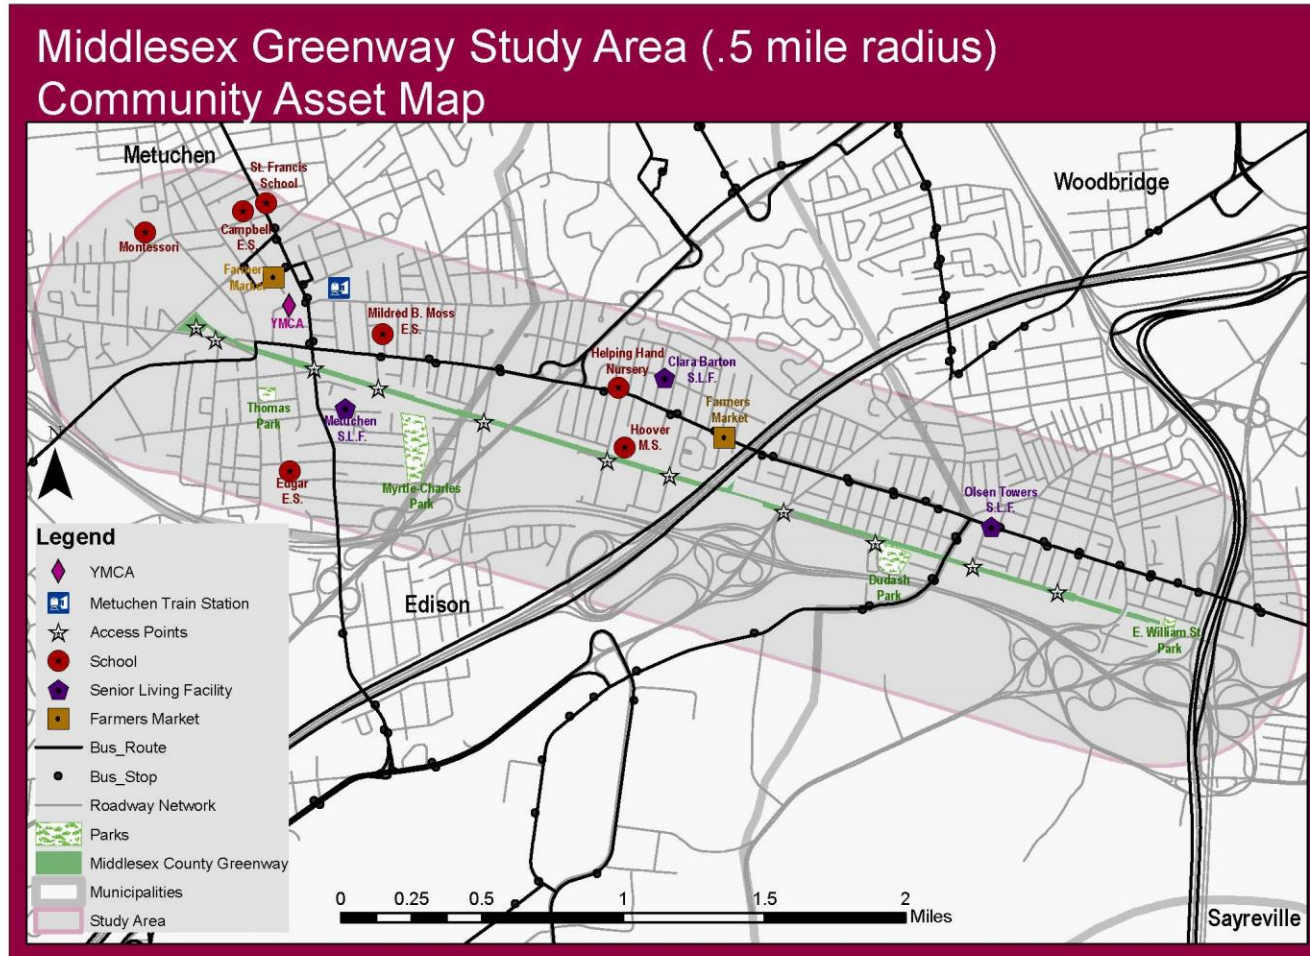 Middlesex Greenway Study Area (.5 mile radius)
Community Asset Map
Metuchen
St. Francis
School
Woodbridge
Campbell
E.S.
Montessori
Farmers
Market
YMCA
Mildred B. Moss
E.S.
Helping Hand
Nursery
Clara Barton
S.L.F.
Thomas
Park
Metuchen
S.L.F.
Farmers
Market
Hoover
M.S.
N
Edgar
E.S.
Myrtle-Charles
Park
Olsen Towers
S.L.F.
Dudash
Park
Edison
E. William St
Park
Legend
YMCA
Metuchen Train Station
Access Points
School
Senior Living Facility
Farmers Market
Bus_Route
Bus_Stop
Roadway Network
Parks
Middlesex County Greenway
Municipalities
Study Area
0 0.25 0.5 1 1.5 2
Miles
Sayreville